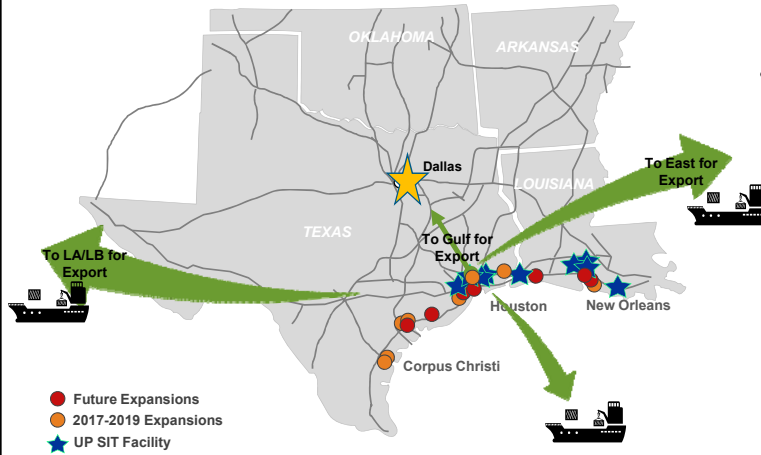 OKLAHOMA
ARKANSAS
Dallas
To East for
Export
LOUISIANA
TEXAS
To Gulf for
Export
To LA/LB for
Export
Houston
New Orleans
Corpus Christi
Future Expansions
2017-2019 Expansions
UP SIT Facility